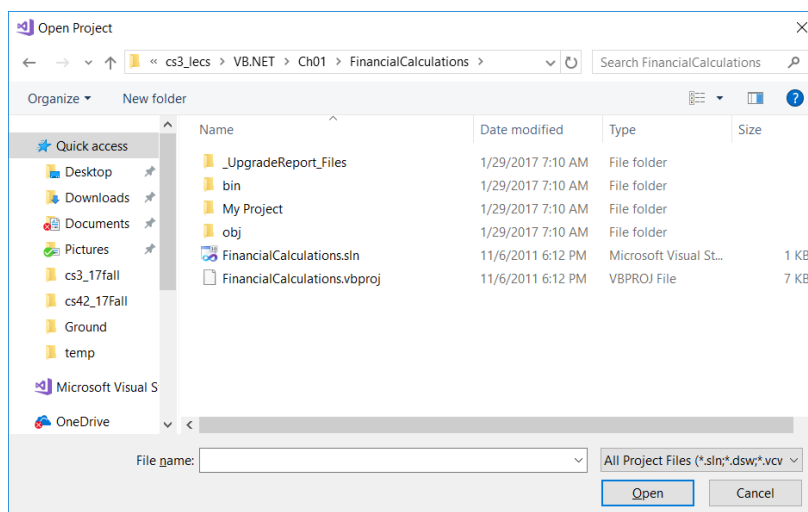 Open Project
« cs3_lecs > VB.NET > Ch01 > FinancialCalculations >
Search FinancialCalculations
Organize
New folder
Name Date modified Type Size
Quick access
Desktop
Downloads
Documents
Pictures
cs3_17fall
cs42_17Fall
Ground
temp
Microsoft Visual S
OneDrive
_UpgradeReport_Files 1/29/2017 7:10 AM File folder
bin 1/29/2017 7:10 AM File folder
My Project 1/29/2017 7:10 AM File folder
obj 1/29/2017 7:10 AM File folder
FinancialCalculations.sln 11/6/2011 6:12 PM Microsoft Visual St... 1 KB
FinancialCalculations.vbproj 11/6/2011 6:12 PM VBPROJ File 7 KB
File name:
All Project Files (*.sln;*.dsw;*.vcw
Open
Cancel